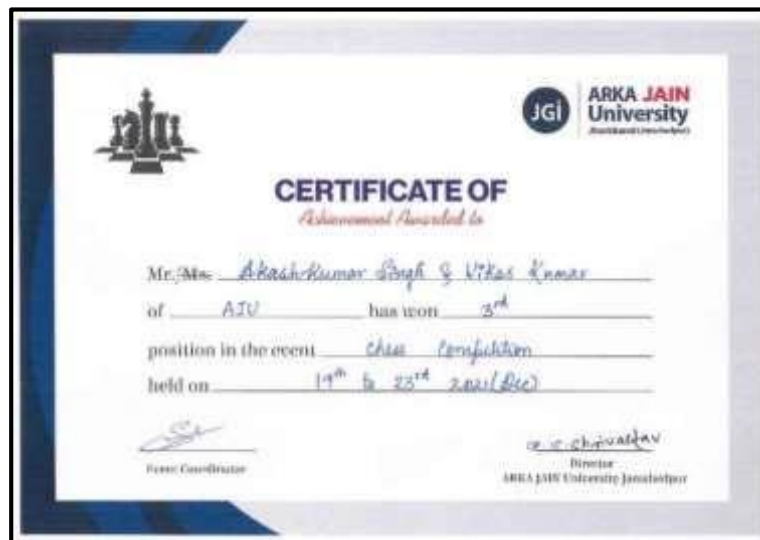 JGi
ARKA JAIN
University
Jharkhand (Jamshedpur)
CERTIFICATE OF
Achievement Awarded to
Mr./Ms. Akash Kumar Singh & Vikas Kumar
of AJU has won 3rd
position in the event Chess Competition
held on 19th to 23rd 2021 (Dec)
Event Coordinator
Director
ARKA JAIN University Jamshedpur